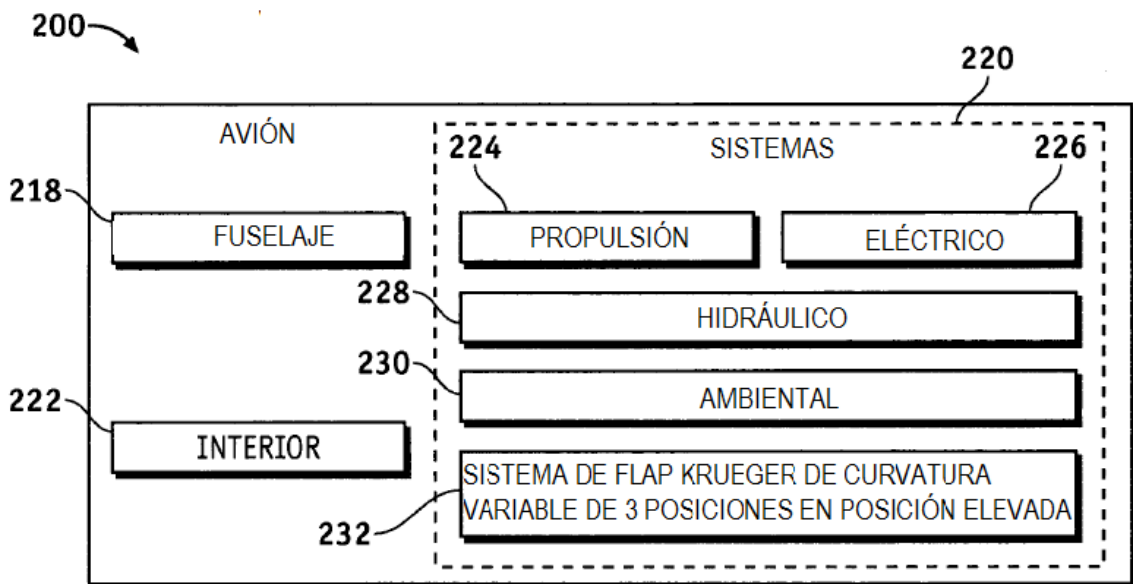 200
220
AVIÓN
224
SISTEMAS
226
218
FUSELAJE
PROPULSIÓN
ELÉCTRICO
228
HIDRÁULICO
230
AMBIENTAL
222
INTERIOR
SISTEMA DE FLAP KRUEGER DE CURVATURA
VARIABLE DE 3 POSICIONES EN POSICIÓN ELEVADA
232